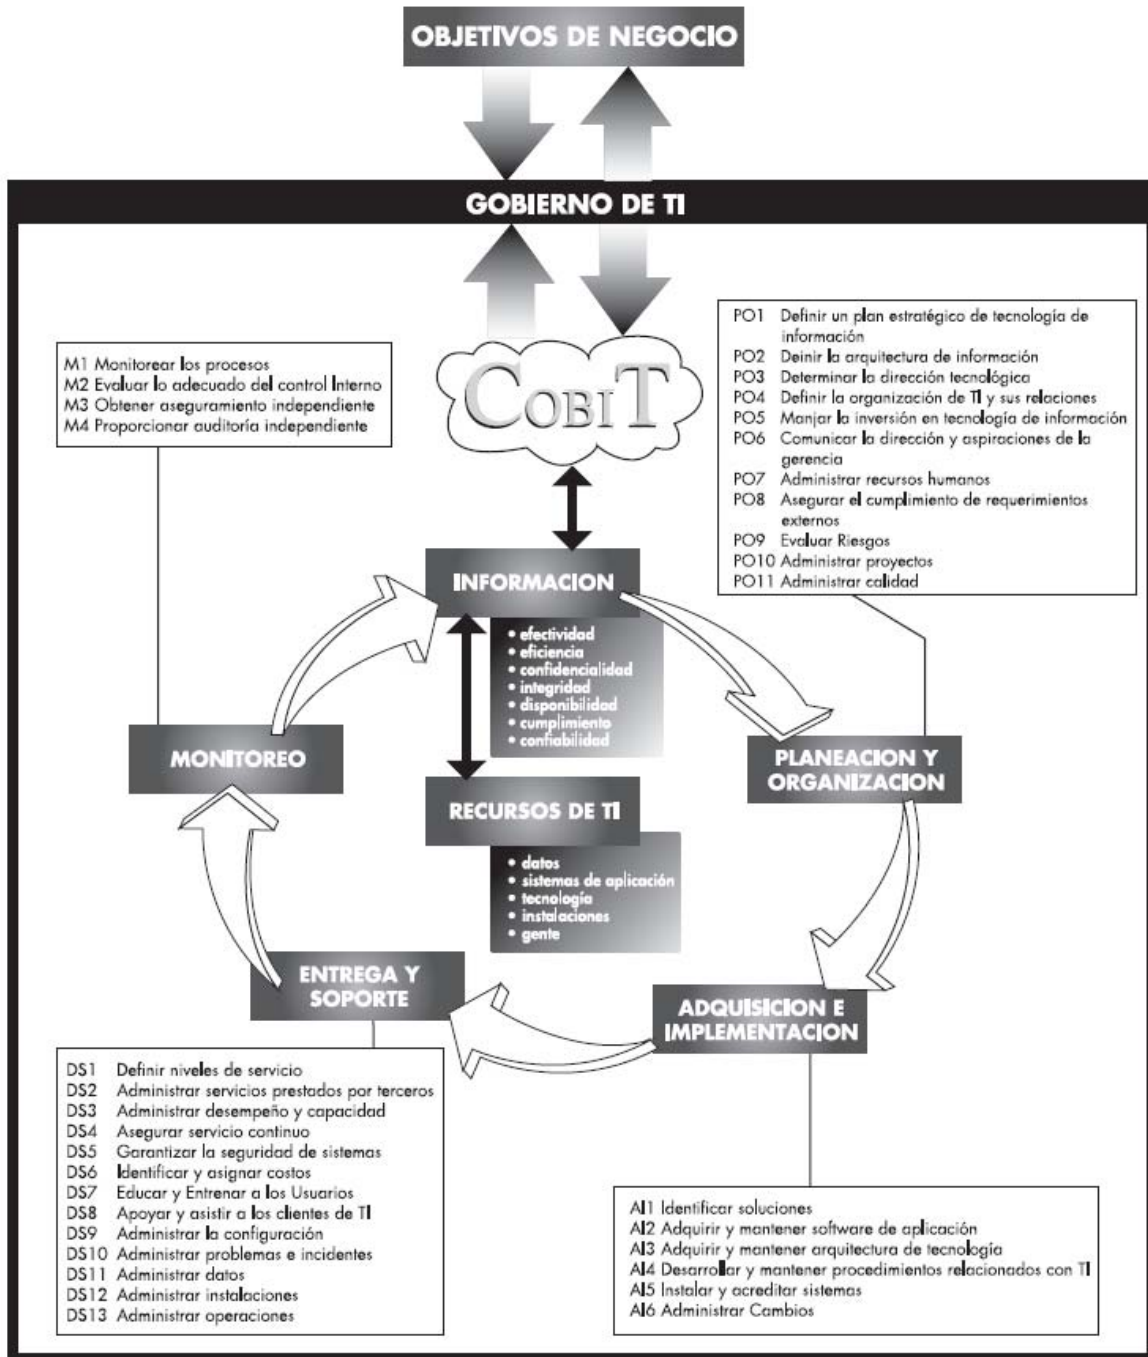 OBJETIVOS DE NEGOCIO
GOBIERNO DE TI
COBIT
M1 Monitorear los procesos
M2 Evaluar lo adecuado del control Interno
M3 Obtener aseguramiento independiente
M4 Proporcionar auditoría independiente
PO1 Definir un plan estratégico de tecnología de
información
PO2 Deinir la arquitectura de información
PO3 Determinar la dirección tecnológica
PO4 Definir la organización de TI y sus relaciones
PO5 Manjar la inversión en tecnología de información
PO6 Comunicar la dirección y aspiraciones de la
gerencia
PO7 Administrar recursos humanos
PO8 Asegurar el cumplimiento de requerimientos
externos
PO9 Evaluar Riesgos
PO10 Administrar proyectos
PO11 Administrar calidad
INFORMACION
• efectividad
• eficiencia
• confidencialidad
• integridad
• disponibilidad
• cumplimiento
• confiabilidad
MONITOREO
PLANEACION Y
ORGANIZACION
RECURSOS DE TI
• datos
• sistemas de aplicación
• tecnología
• instalaciones
• gente
ENTREGA Y
SOPORTE
ADQUISICION E
IMPLEMENTACION
DS1 Definir niveles de servicio
DS2 Administrar servicios prestados por terceros
DS3 Administrar desempeño y capacidad
DS4 Asegurar servicio continuo
DS5 Garantizar la seguridad de sistemas
DS6 Identificar y asignar costos
DS7 Educar y Entrenar a los Usuarios
DS8 Apoyar y asistir a los clientes de TI
DS9 Administrar la configuración
DS10 Administrar problemas e incidentes
DS11 Administrar datos
DS12 Administrar instalaciones
DS13 Administrar operaciones
AI1 Identificar soluciones
AI2 Adquirir y mantener software de aplicación
AI3 Adquirir y mantener arquitectura de tecnología
AI4 Desarrollar y mantener procedimientos relacionados con TI
AI5 Instalar y acreditar sistemas
AI6 Administrar Cambios